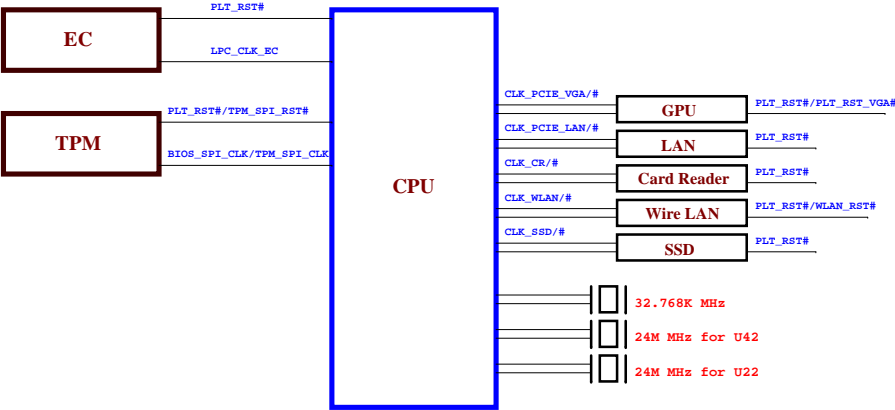 PLT_RST#
EC
LPC_CLK_EC
PLT_RST#/TPM_SPI_RST#
TPM
BIOS_SPI_CLK/TPM_SPI_CLK
CPU
CLK_PCIE_VGA/#
GPU
PLT_RST#/PLT_RST_VGA#
CLK_PCIE_LAN/#
LAN
PLT_RST#
CLK_CR/#
Card Reader
PLT_RST#
CLK_WLAN/#
Wire LAN
PLT_RST#/WLAN_RST#
CLK_SSD/#
SSD
PLT_RST#
32.768K MHz
24M MHz for U42
24M MHz for U22